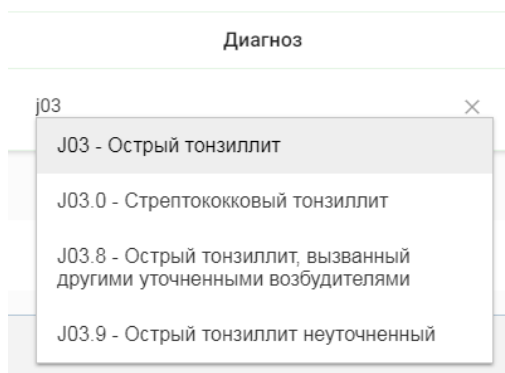 Диагноз
j03
J03 - Острый тонзиллит
J03.0 - Стрептококковый тонзиллит
J03.8 - Острый тонзиллит, вызванный
другими уточненными возбудителями
J03.9 - Острый тонзиллит неуточненный